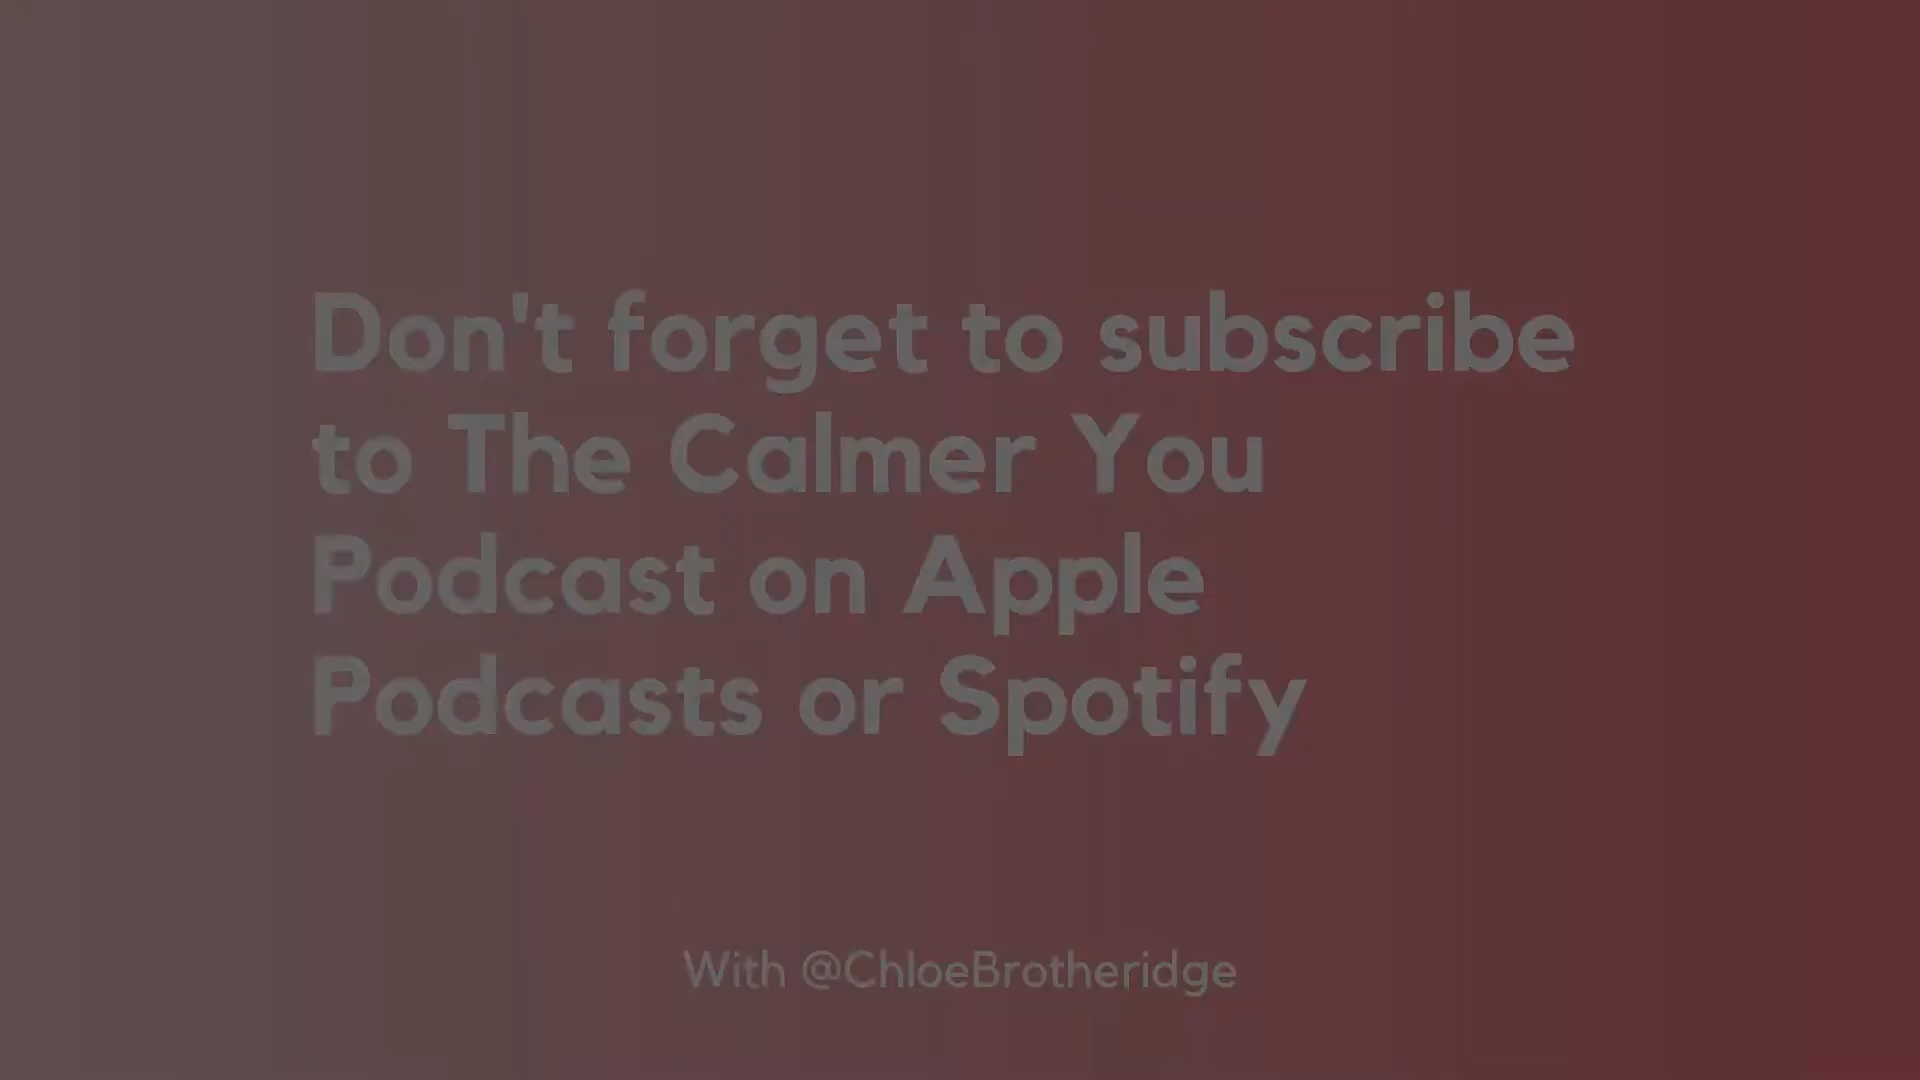 Don't forget to subscribe
to The Calmer You
Podcast on Apple
Podcasts or Spotify
With @ChloeBrotheridge